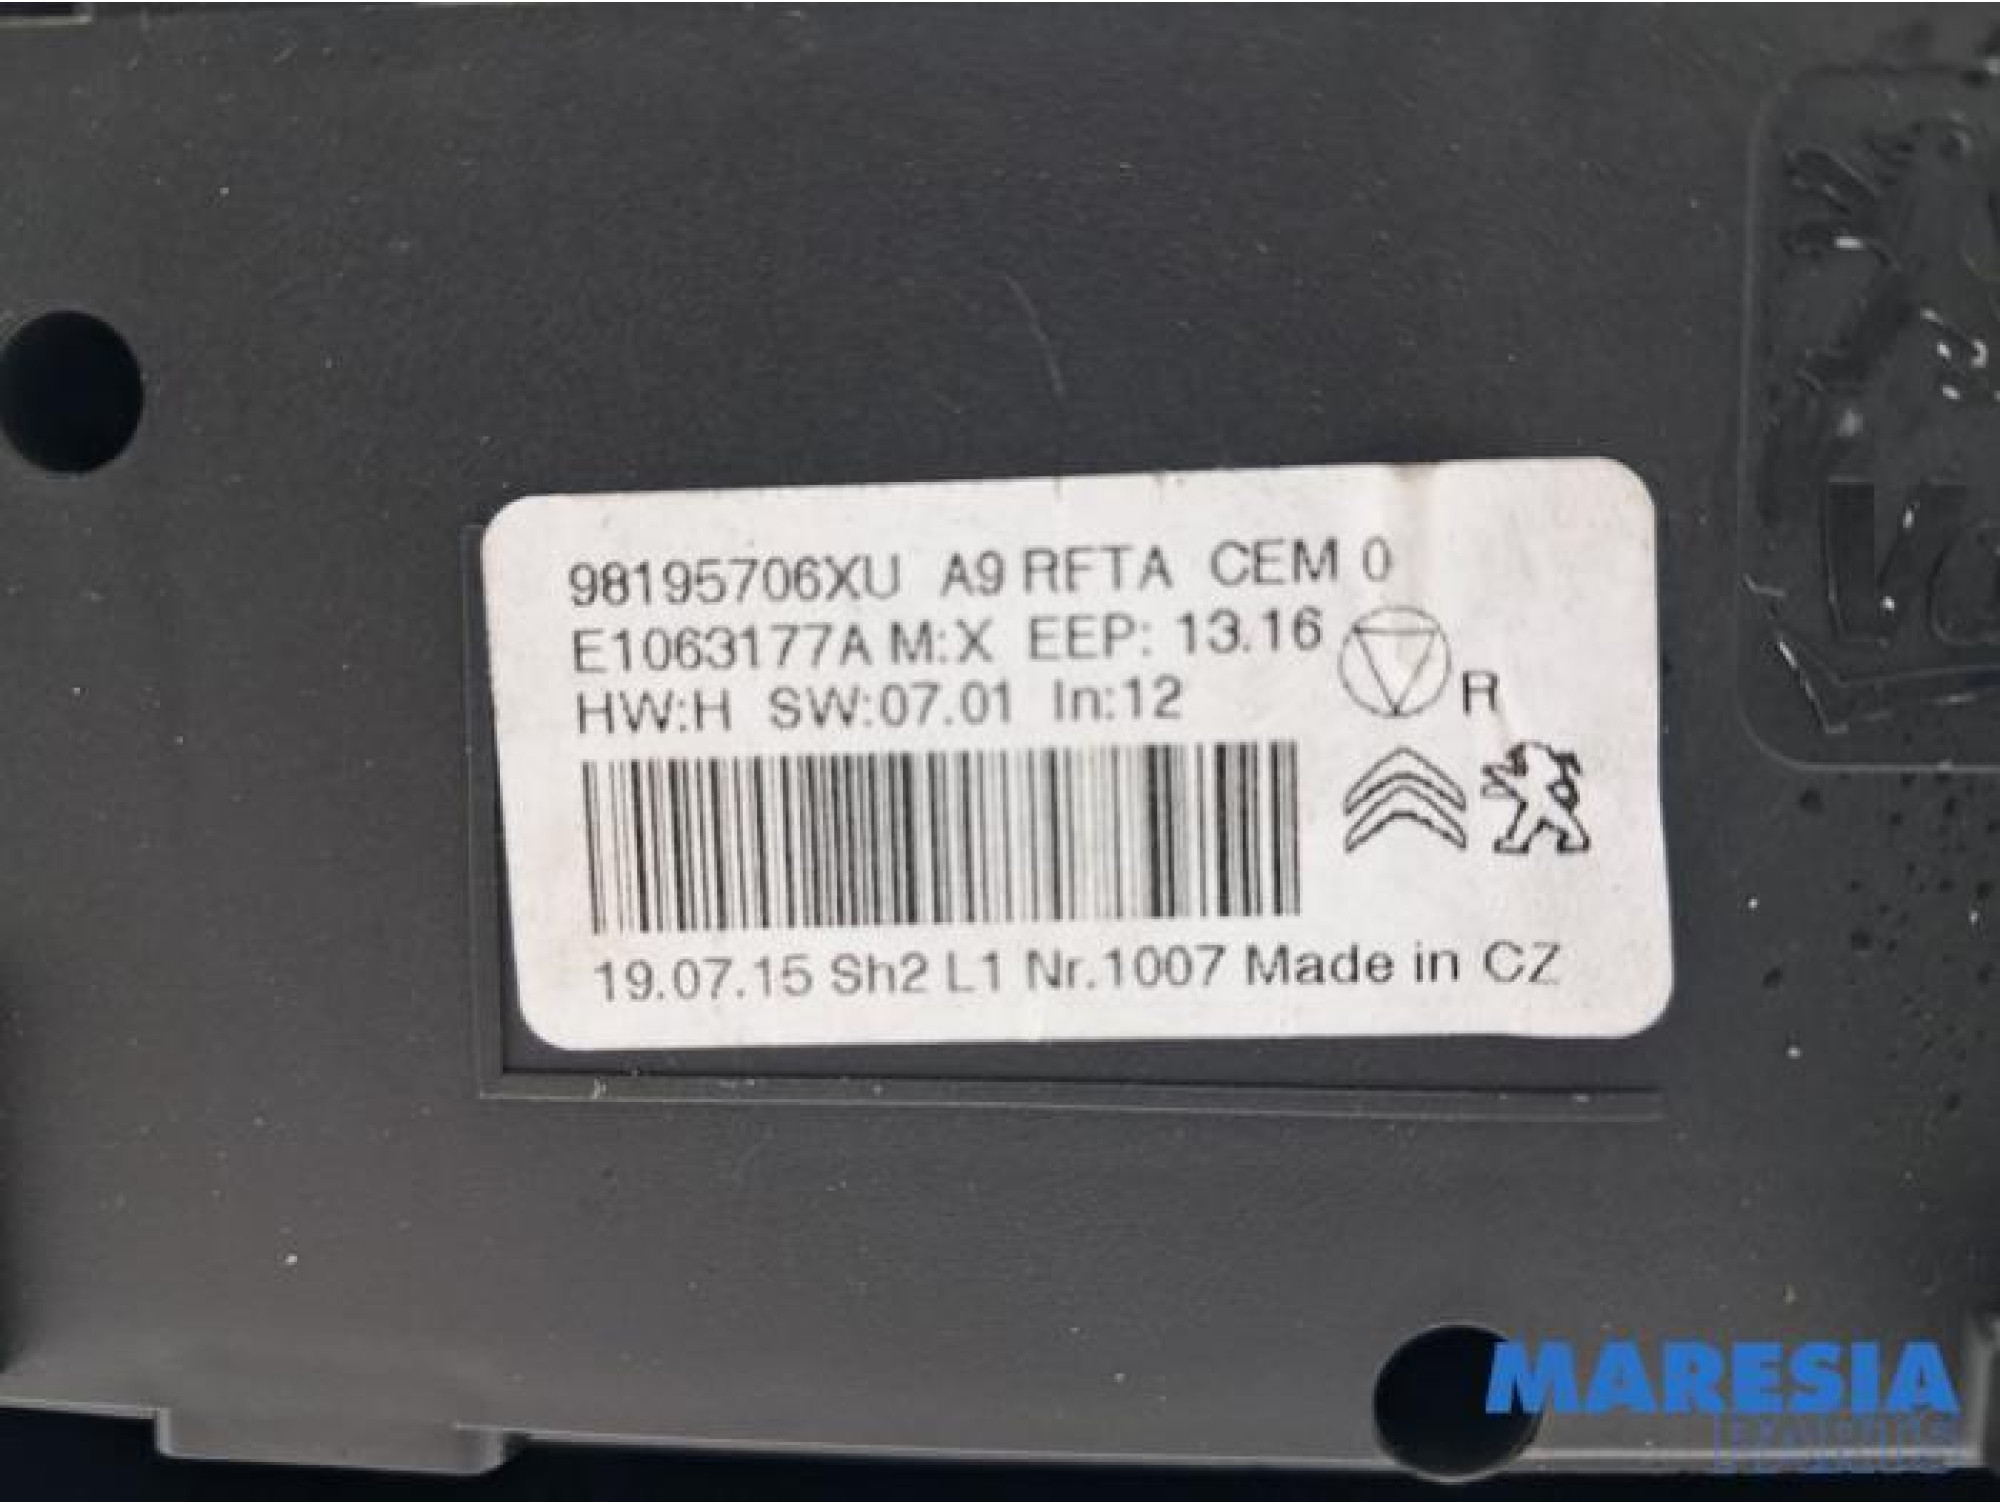 98195706XU A9 RFTA CEM 0
E1063177A M:X EEP: 13.16
HW:H SW:07.01 In:12
R
19.07.15 Sh2 L1 Nr.1007 Made in CZ
MARESIA
PARTS